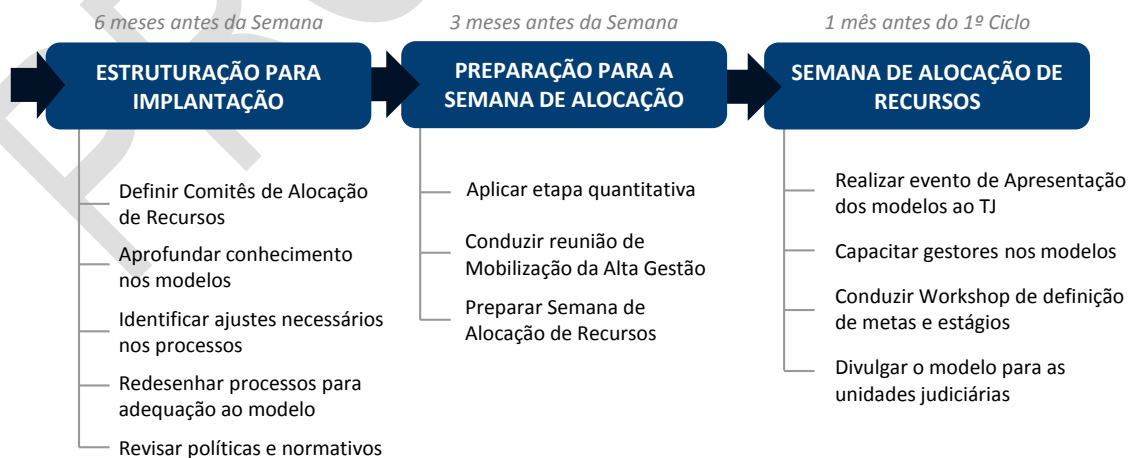 6 meses antes da Semana
ESTRUTURAÇÃO PARA
IMPLANTAÇÃO
Definir Comitês de Alocação
de Recursos
Aprofundar conhecimento
nos modelos
Identificar ajustes necessários
nos processos
Redesenhar processos para
adequação ao modelo
Revisar políticas e normativos
3 meses antes da Semana
PREPARAÇÃO PARA A
SEMANA DE ALOCAÇÃO
Aplicar etapa quantitativa
Conduzir reunião de
Mobilização da Alta Gestão
Preparar Semana de
Alocação de Recursos
1 mês antes do 1º Ciclo
SEMANA DE ALOCAÇÃO DE
RECURSOS
Realizar evento de Apresentação
dos modelos ao TJ
Capacitar gestores nos modelos
Conduzir Workshop de definição
de metas e estágios
Divulgar o modelo para as
unidades judiciárias